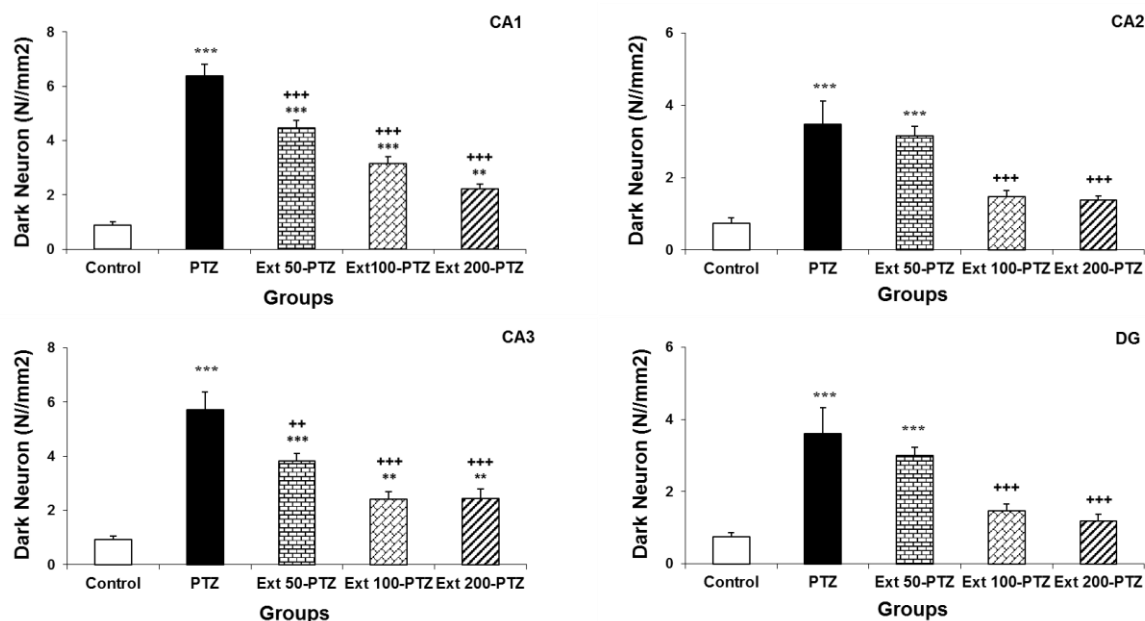 CA1
Dark Neuron (N//mm2)
8
6
4
2
0
***
+++
***
+++
***
+++
**
Control PTZ Ext 50-PTZ Ext100-PTZ Ext 200-PTZ
Groups
CA2
Dark Neuron (N//mm2)
6
4
2
0
***
***
+++
+++
Control PTZ Ext 50-PTZ Ext 100-PTZ Ext 200-PTZ
Groups
CA3
Dark Neuron (N//mm2)
8
6
4
2
0
***
++
***
+++
**
+++
**
Control PTZ Ext 50-PTZ Ext 100-PTZ Ext 200-PTZ
Groups
DG
Dark Neuron (N//mm2)
6
4
2
0
***
***
+++
+++
Control PTZ Ext 50-PTZ Ext 100-PTZ Ext 200-PTZ
Groups